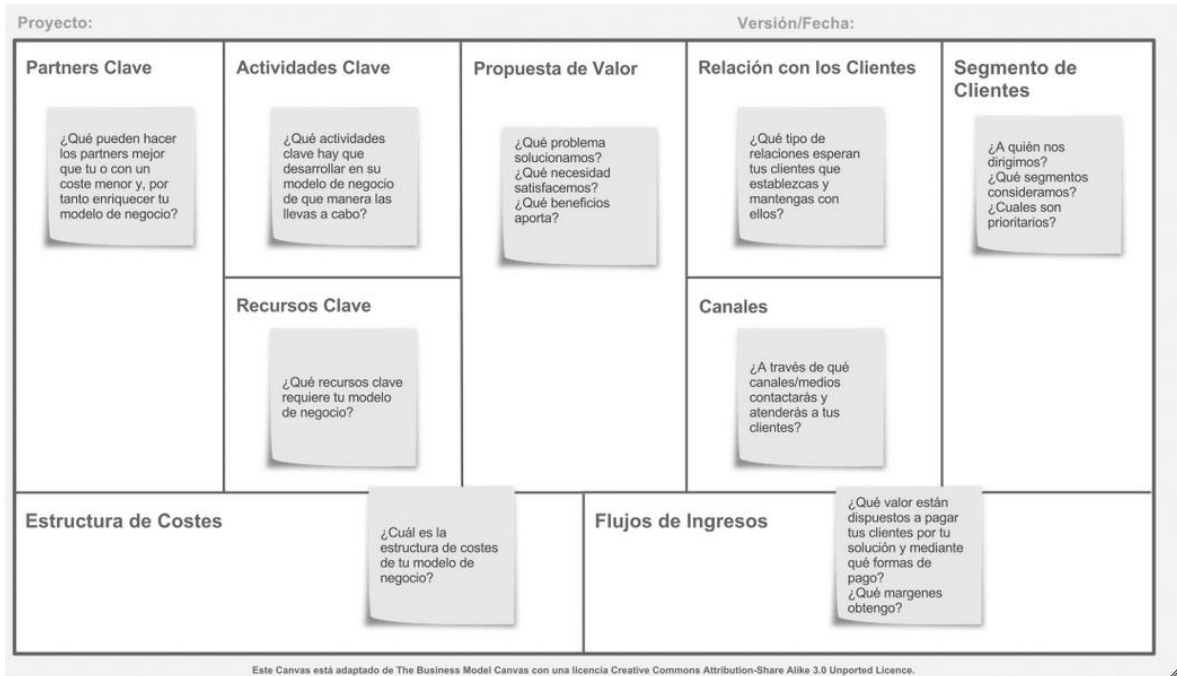 Proyecto:
Versión/Fecha:
Partners Clave
¿Qué pueden hacer
los partners mejor
que tu o con un
coste menor y, por
tanto enriquecer tu
modelo de negocio?
Actividades Clave
¿Qué actividades
clave hay que
desarrollar en su
modelo de negocio
de que manera las
llevas a cabo?
Recursos Clave
¿Qué recursos clave
requiere tu modelo
de negocio?
Propuesta de Valor
¿Qué problema
solucionamos?
¿Qué necesidad
satisfacemos?
¿Qué beneficios
aporta?
Relación con los Clientes
¿Qué tipo de
relaciones esperan
tus clientes que
establezcas y
mantengas con
ellos?
Canales
¿A través de qué
canales/medios
contactarás y
atenderás a tus
clientes?
Segmento de
Clientes
¿A quién nos
dirigimos?
¿Qué segmentos
consideramos?
¿Cuales son
prioritarios?
Estructura de Costes
¿Cuál es la
estructura de costes
de tu modelo de
negocio?
Flujos de Ingresos
¿Qué valor están
dispuestos a pagar
tus clientes por tu
solución y mediante
qué formas de
pago?
¿Qué margenes
obtengo?
Este Canvas está adaptado de The Business Model Canvas con una licencia Creative Commons Attribution-Share Alike 3.0 Unported Licence.